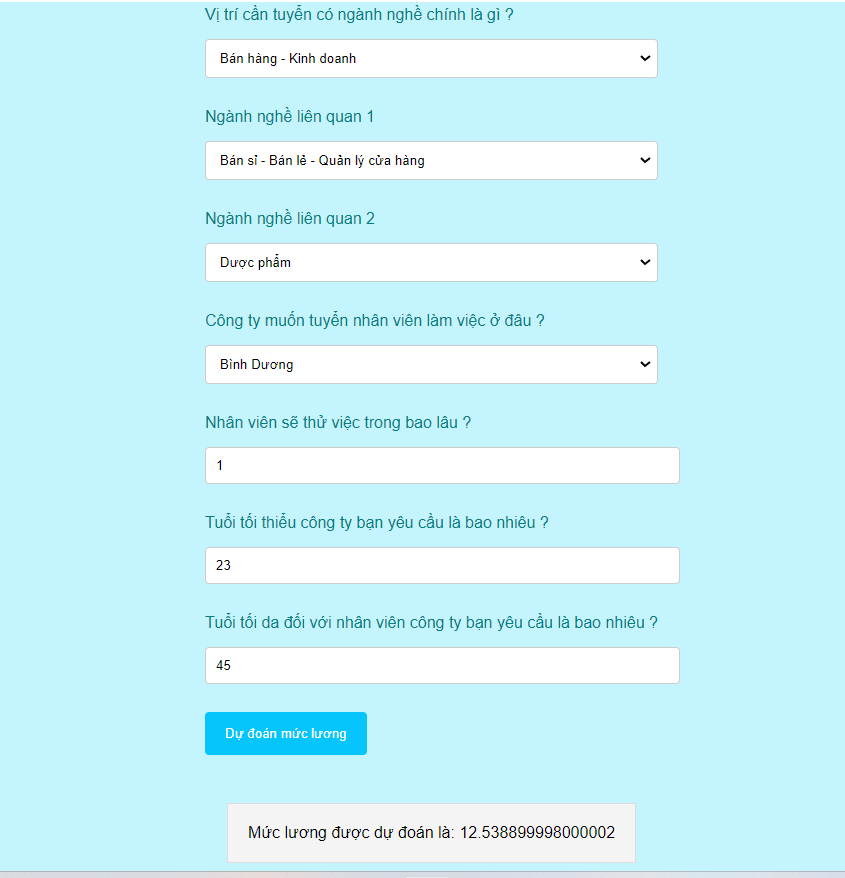 Vị trí cần tuyển có ngành nghề chính là gì ?
Bán hàng - Kinh doanh
Ngành nghề liên quan 1
Bán sỉ - Bán lẻ - Quản lý cửa hàng
Ngành nghề liên quan 2
Dược phẩm
Công ty muốn tuyển nhân viên làm việc ở đâu ?
Bình Dương
Nhân viên sẽ thử việc trong bao lâu ?
1
Tuổi tối thiểu công ty bạn yêu cầu là bao nhiêu ?
23
Tuổi tối da đối với nhân viên công ty bạn yêu cầu là bao nhiêu ?
45
Dự đoán mức lương
Mức lương được dự đoán là: 12.538899998000002